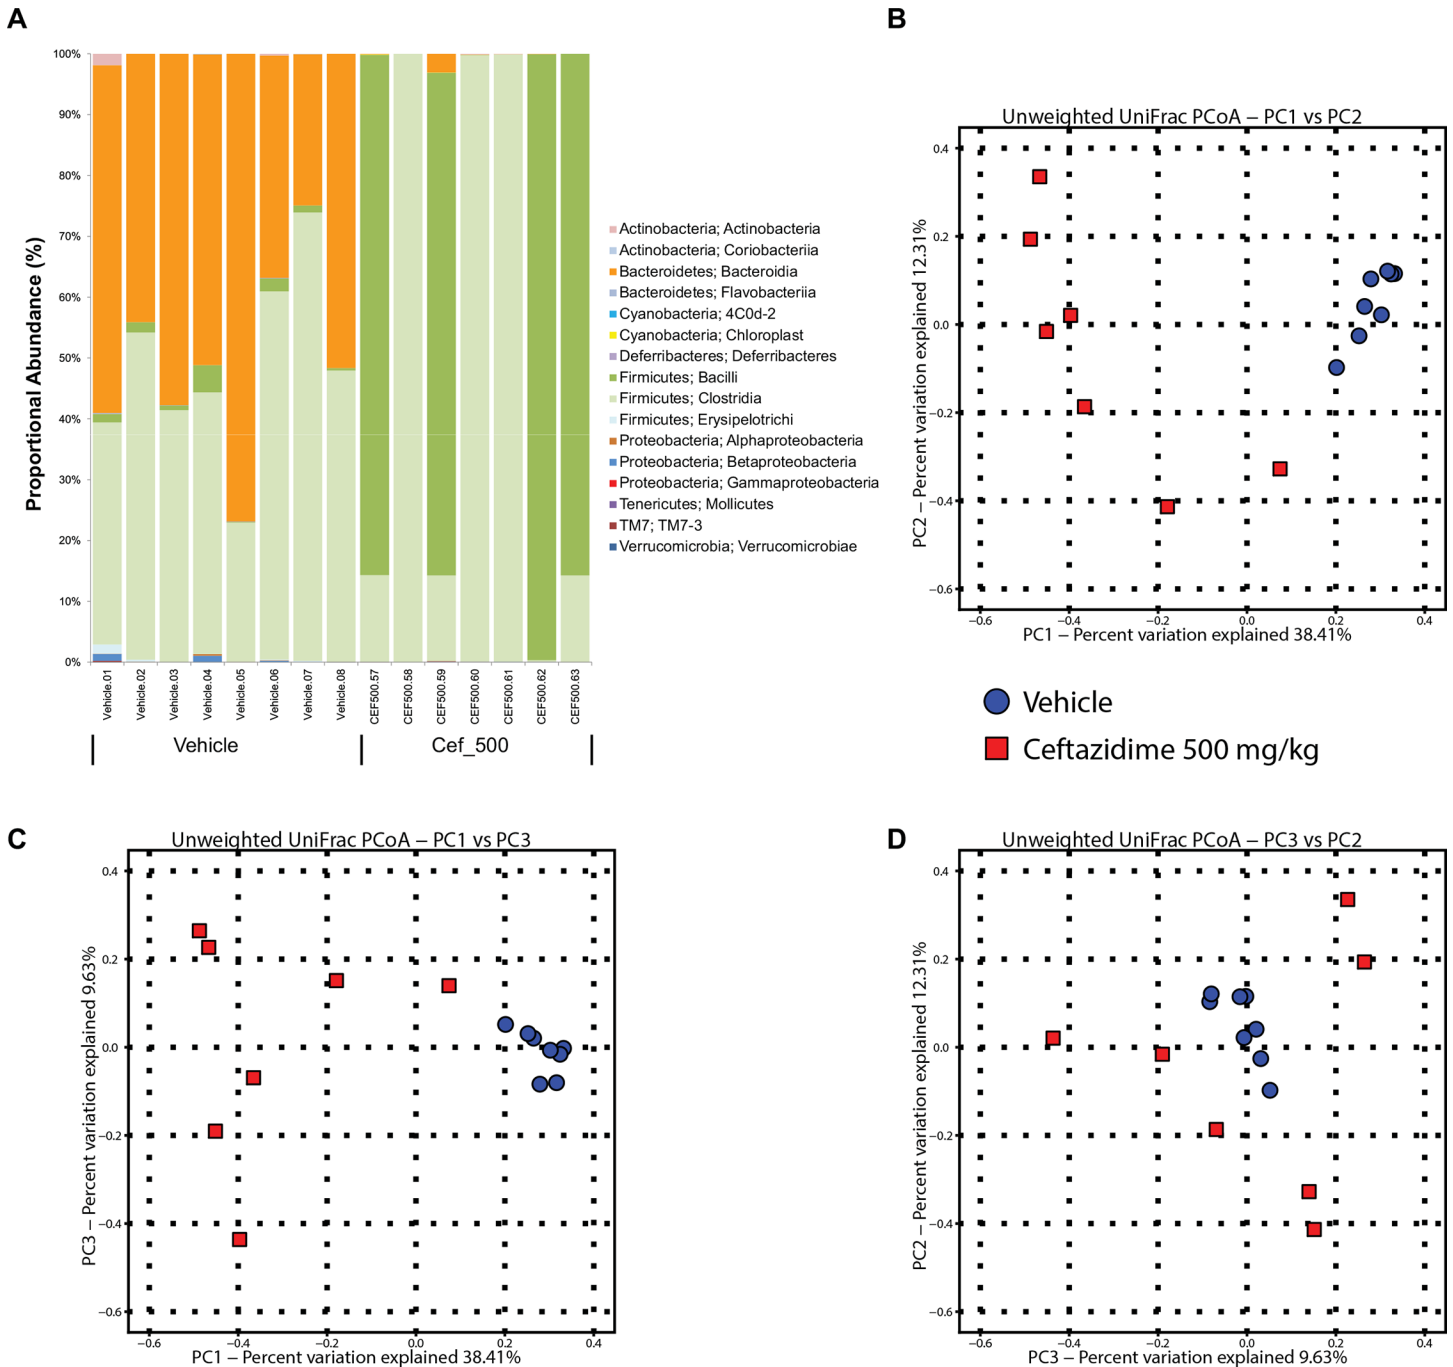 A
Proportional Abundance (%)
100%
90%
80%
70%
60%
50%
40%
30%
20%
10%
0%
Vehicle.01
Vehicle.02
Vehicle.03
Vehicle.04
Vehicle.05
Vehicle.06
Vehicle.07
Vehicle.08
CEF500.57
CEF500.58
CEF500.59
CEF500.60
CEF500.61
CEF500.62
CEF500.63
Vehicle
Cef_500
Actinobacteria; Actinobacteria
Actinobacteria; Coriobacteriia
Bacteroidetes; Bacteroidia
Bacteroidetes; Flavobacteriia
Cyanobacteria; 4C0d-2
Cyanobacteria; Chloroplast
Deferribacteres; Deferribacteres
Firmicutes; Bacilli
Firmicutes; Clostridia
Firmicutes; Erysipelotrichi
Proteobacteria; Alphaproteobacteria
Proteobacteria; Betaproteobacteria
Proteobacteria; Gammaproteobacteria
Tenericutes; Mollicutes
TM7; TM7-3
Verrucomicrobia; Verrucomicrobiae
B
Unweighted UniFrac PCoA – PC1 vs PC2
PC2 – Percent variation explained 12.31%
0.4
0.2
0.0
−0.2
−0.4
−0.6
−0.6
−0.4
−0.2
0.0
0.2
0.4
PC1 – Percent variation explained 38.41%
Vehicle
Ceftazidime 500 mg/kg
C
Unweighted UniFrac PCoA – PC1 vs PC3
PC3 – Percent variation explained 9.63%
0.4
0.2
0.0
−0.2
−0.4
−0.6
−0.6
−0.4
−0.2
0.0
0.2
0.4
PC1 – Percent variation explained 38.41%
D
Unweighted UniFrac PCoA – PC3 vs PC2
PC2 – Percent variation explained 12.31%
0.4
0.2
0.0
−0.2
−0.4
−0.6
−0.6
−0.4
−0.2
0.0
0.2
0.4
PC3 – Percent variation explained 9.63%